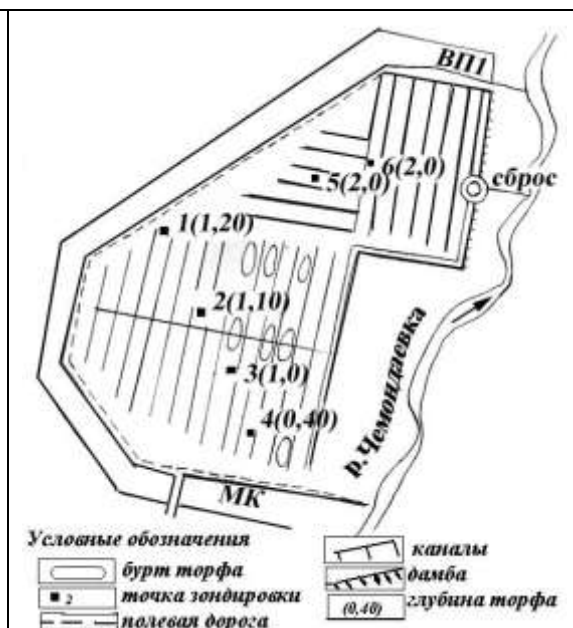 ВП1
6(2,0)
5(2,0)
сброс
1(1,20)
2(1,10)
3(1,0)
4(0,40)
р. Чемондаевка
МК
Условные обозначения
бурт торфа
2 точка зондировки
полевая дорога
каналы
дамба
(0,40) глубина торфа